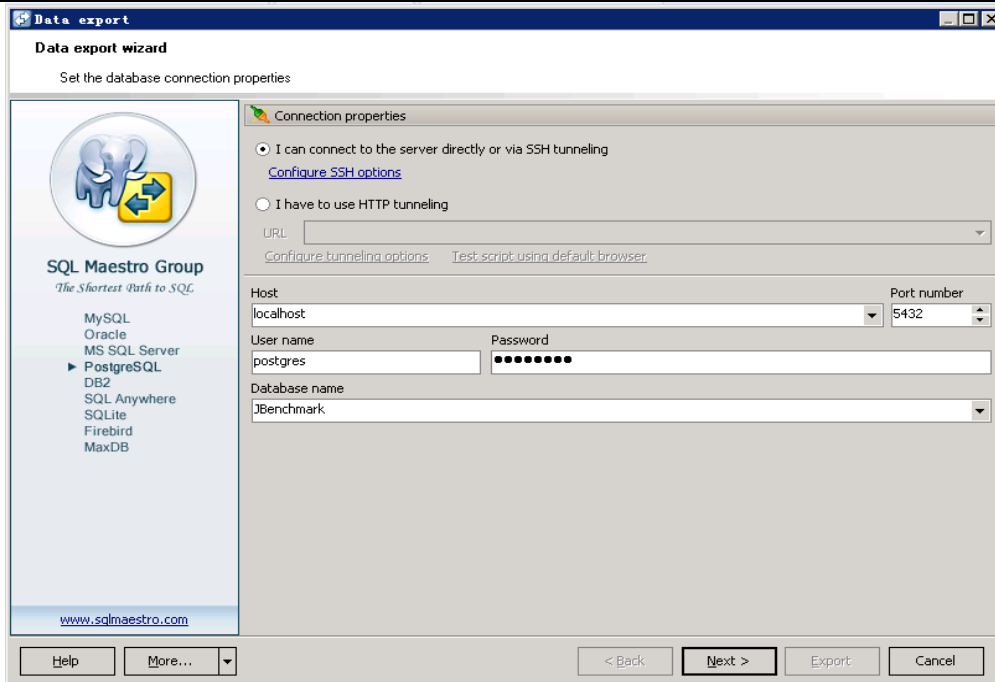 Data export
Data export wizard
Set the database connection properties
SQL Maestro Group
The Shortest Path to SQL
MySQL
Oracle
MS SQL Server
PostgreSQL
DB2
SQL Anywhere
SQLite
Firebird
MaxDB
www.sqlmaestro.com
Connection properties
I can connect to the server directly or via SSH tunneling
Configure SSH options
I have to use HTTP tunneling
URL
Configure tunneling options Test script using default browser
Host Port number
localhost 5432
User name Password
postgres ●●●●●●●●
Database name
JBenchmark
Help More... < Back Next > Export Cancel